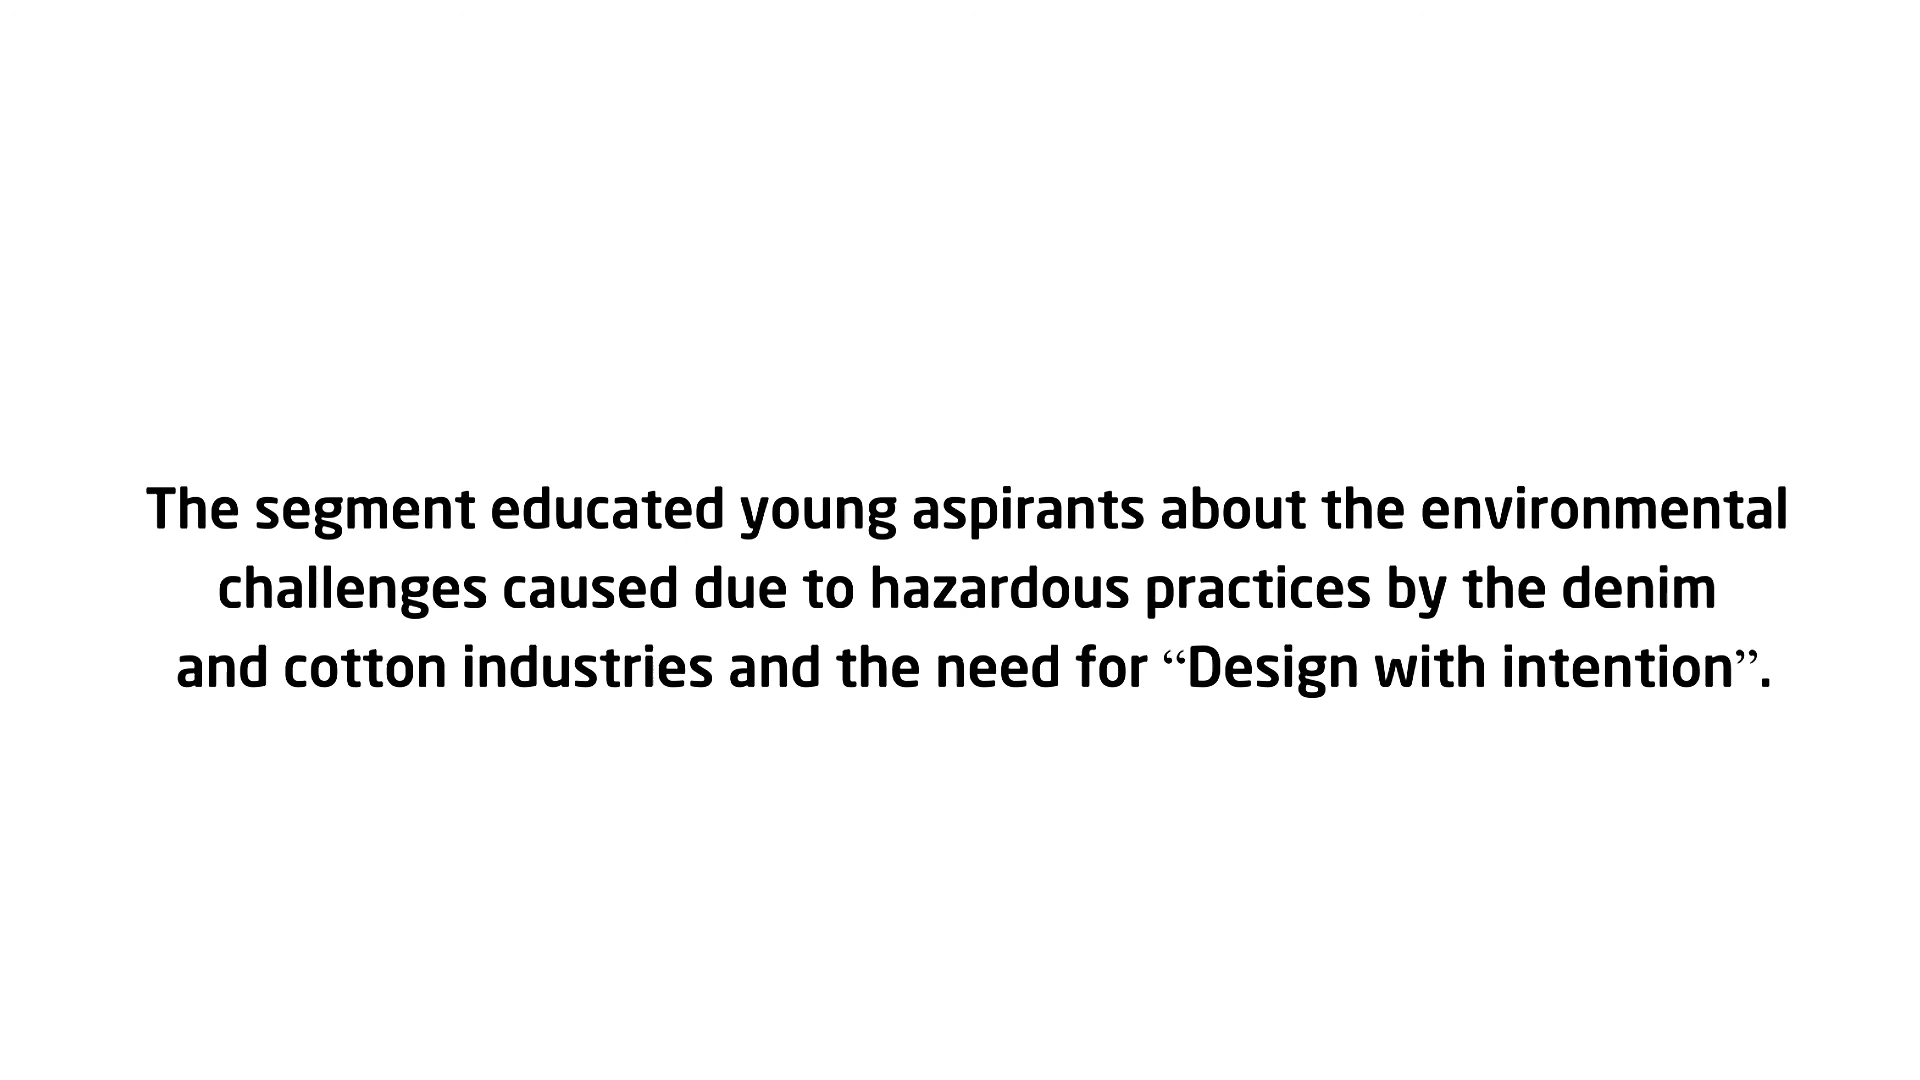 The segment educated young aspirants about the environmental
challenges caused due to hazardous practices by the denim
and cotton industries and the need for “Design with intention”.